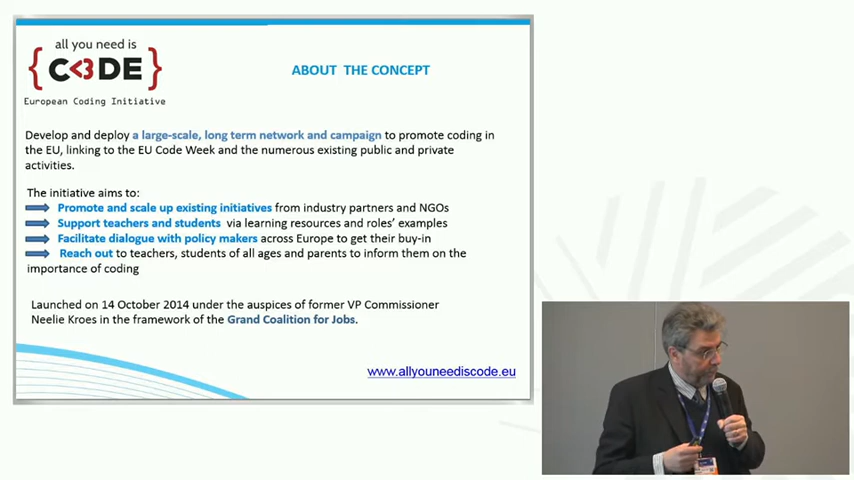 all you need is
{C<3DE}
European Coding Initiative
ABOUT THE CONCEPT
Develop and deploy a large-scale, long term network and campaign to promote coding in
the EU, linking to the EU Code Week and the numerous existing public and private
activities.
The initiative aims to:
Promote and scale up existing initiatives from industry partners and NGOs
Support teachers and students via learning resources and roles' examples
Facilitate dialogue with policy makers across Europe to get their buy-in
Reach out to teachers, students of all ages and parents to inform them on the
importance of coding
Launched on 14 October 2014 under the auspices of former VP Commissioner
Neelie Kroes in the framework of the Grand Coalition for Jobs.
www.allyouneediscode.eu